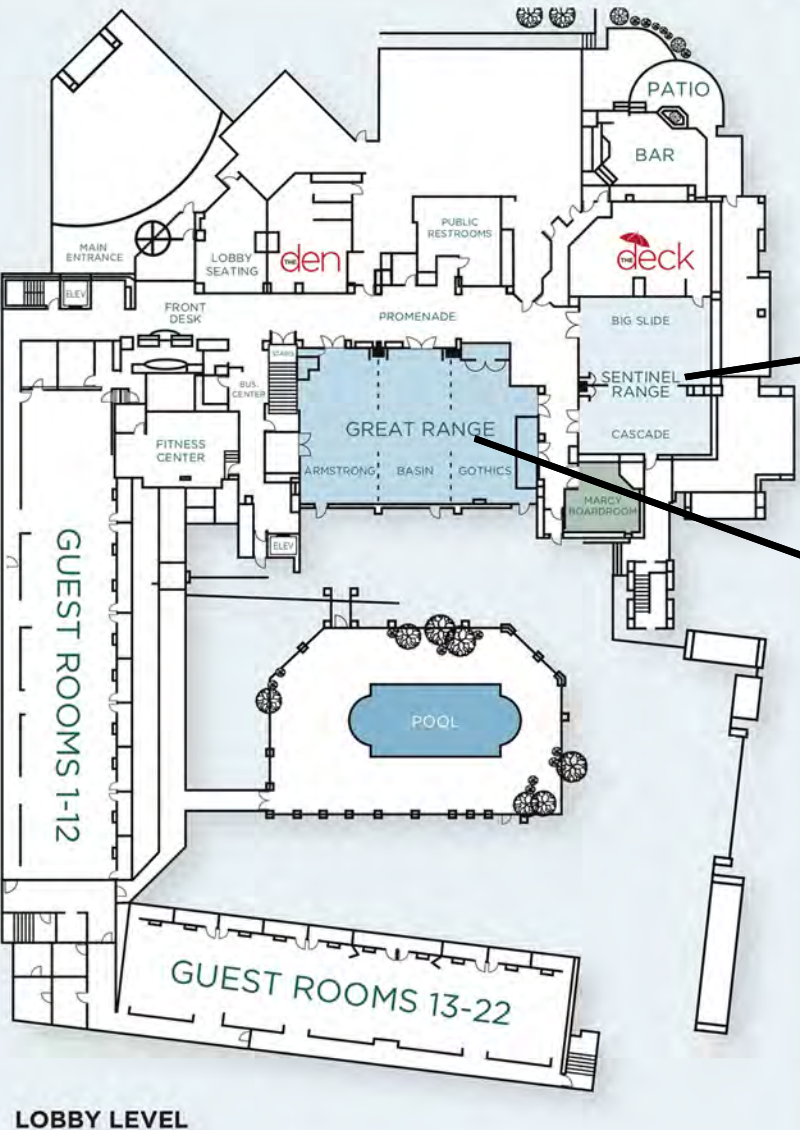 PATIO
BAR
PUBLIC
RESTROOMS
MAIN
ENTRANCE
LOBBY
SEATING
THE den
THE deck
ELEV
FRONT
DESK
PROMENADE
BIG SLIDE
STAIRS
SENTINEL
RANGE
BUS.
CENTER
GREAT RANGE
CASCADE
FITNESS
CENTER
ARMSTRONG
BASIN
GOTHICS
MARCY
BOARDROOM
ELEV
GUEST ROOMS 1-12
POOL
GUEST ROOMS 13-22
LOBBY LEVEL